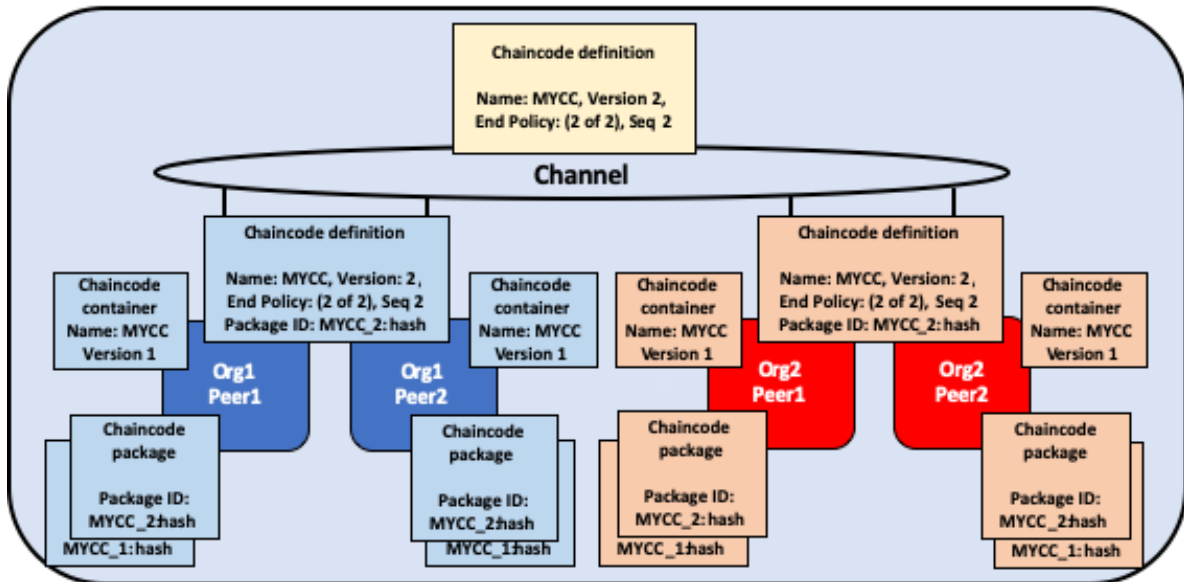 Chaincode definition
Name: MYCC, Version 2,
End Policy: (2 of 2), Seq 2
Channel
Chaincode definition
Name: MYCC, Version: 2,
End Policy: (2 of 2), Seq 2
Package ID: MYCC_2:hash
Chaincode definition
Name: MYCC, Version: 2,
End Policy: (2 of 2), Seq 2
Package ID: MYCC_2:hash
Chaincode
container
Name: MYCC
Version 1
Chaincode
container
Name: MYCC
Version 1
Chaincode
container
Name: MYCC
Version 1
Chaincode
container
Name: MYCC
Version 1
Org1
Peer1
Org1
Peer2
Org2
Peer1
Org2
Peer2
Chaincode
package
Package ID:
MYCC_2:hash
MYCC_1:hash
Chaincode
package
Package ID:
MYCC_2:hash
MYCC_1:hash
Chaincode
package
Package ID:
MYCC_2:hash
MYCC_1:hash
Chaincode
package
Package ID:
MYCC_2:hash
MYCC_1:hash